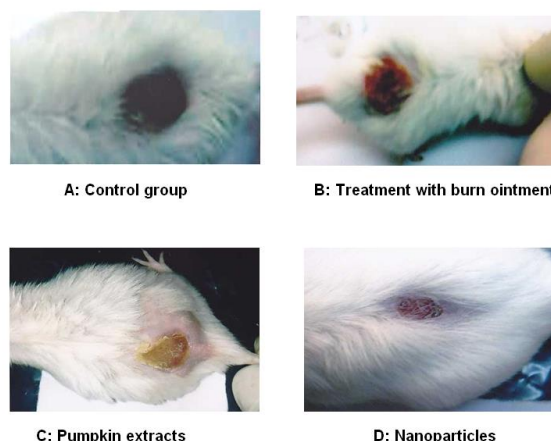 A: Control group
B: Treatment with burn ointment
C: Pumpkin extracts
D: Nanoparticles